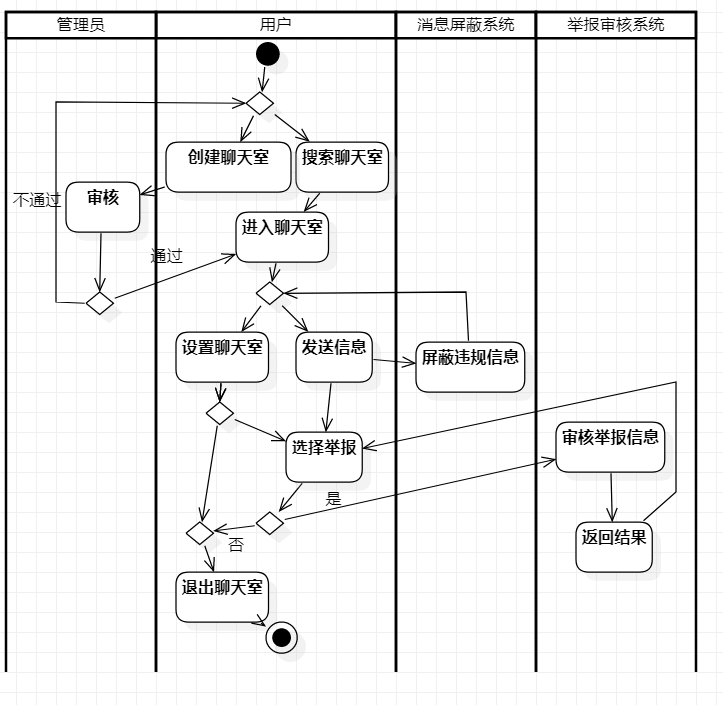 管理员
用户
消息屏蔽系统
举报审核系统
创建聊天室
搜索聊天室
审核
不通过
进入聊天室
通过
设置聊天室
发送信息
屏蔽违规信息
选择举报
审核举报信息
是
否
返回结果
退出聊天室